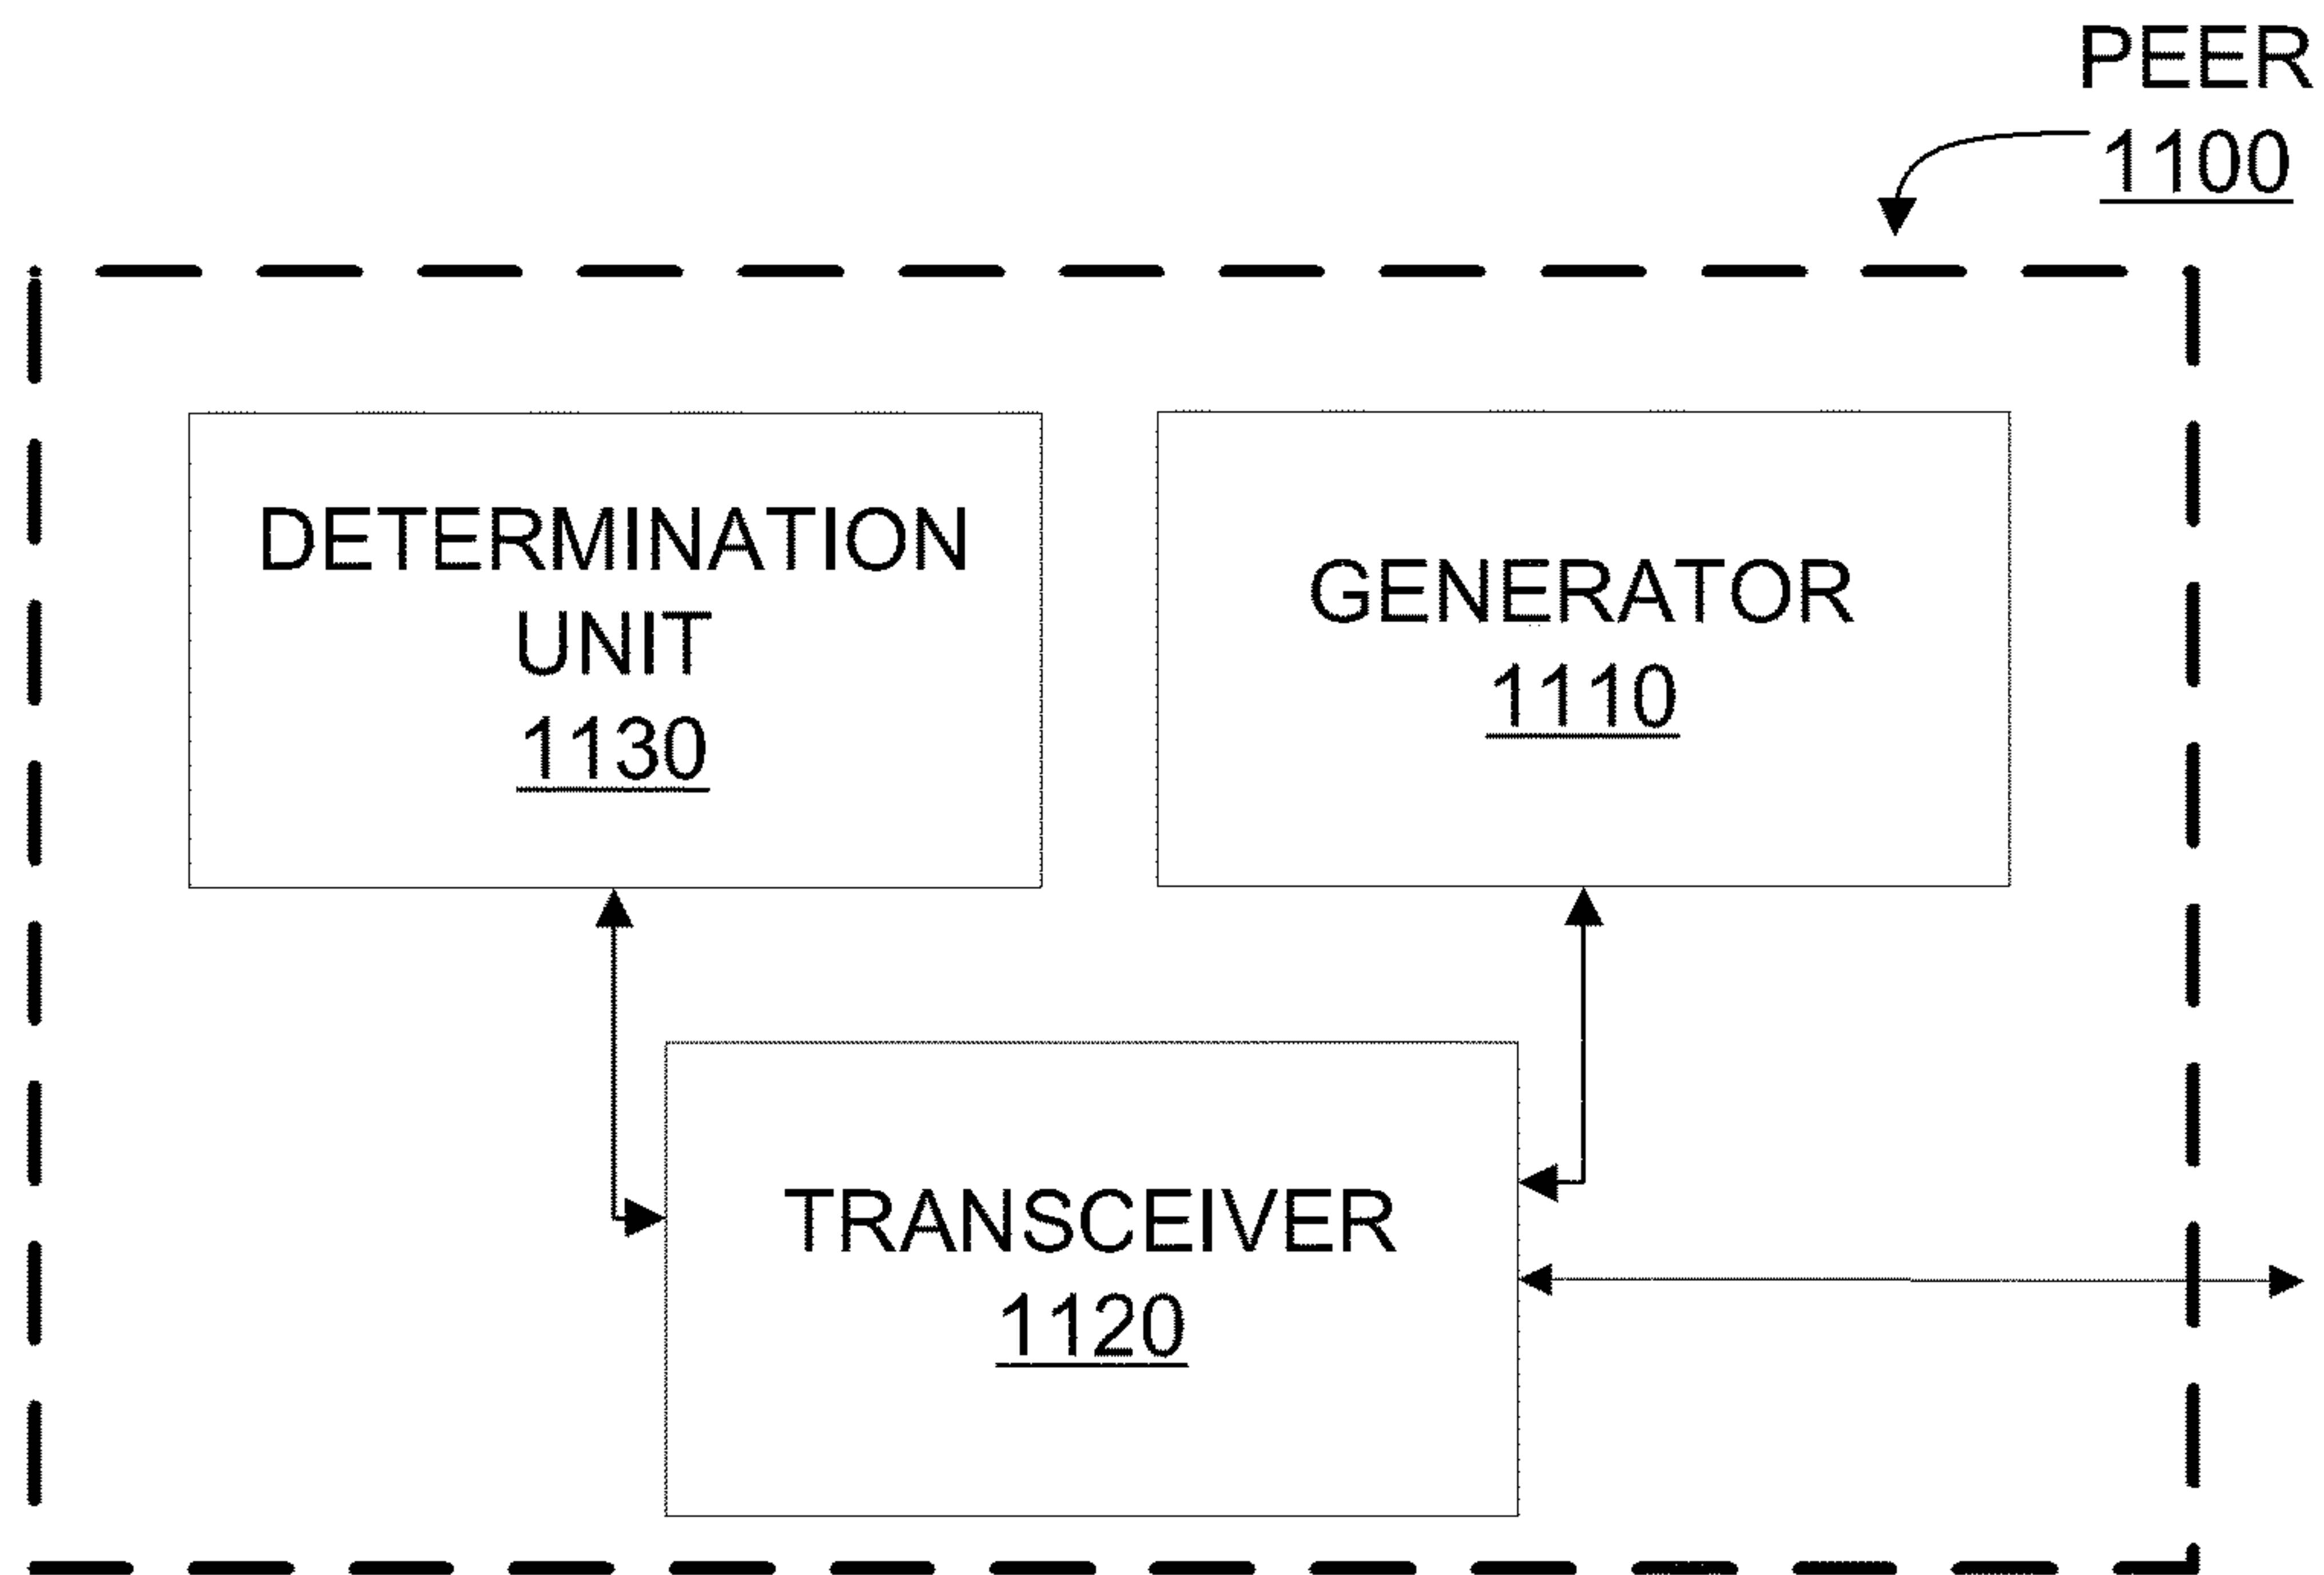 PEER
1100
DETERMINATION
UNIT
1130
GENERATOR
1110
TRANSCEIVER
1120